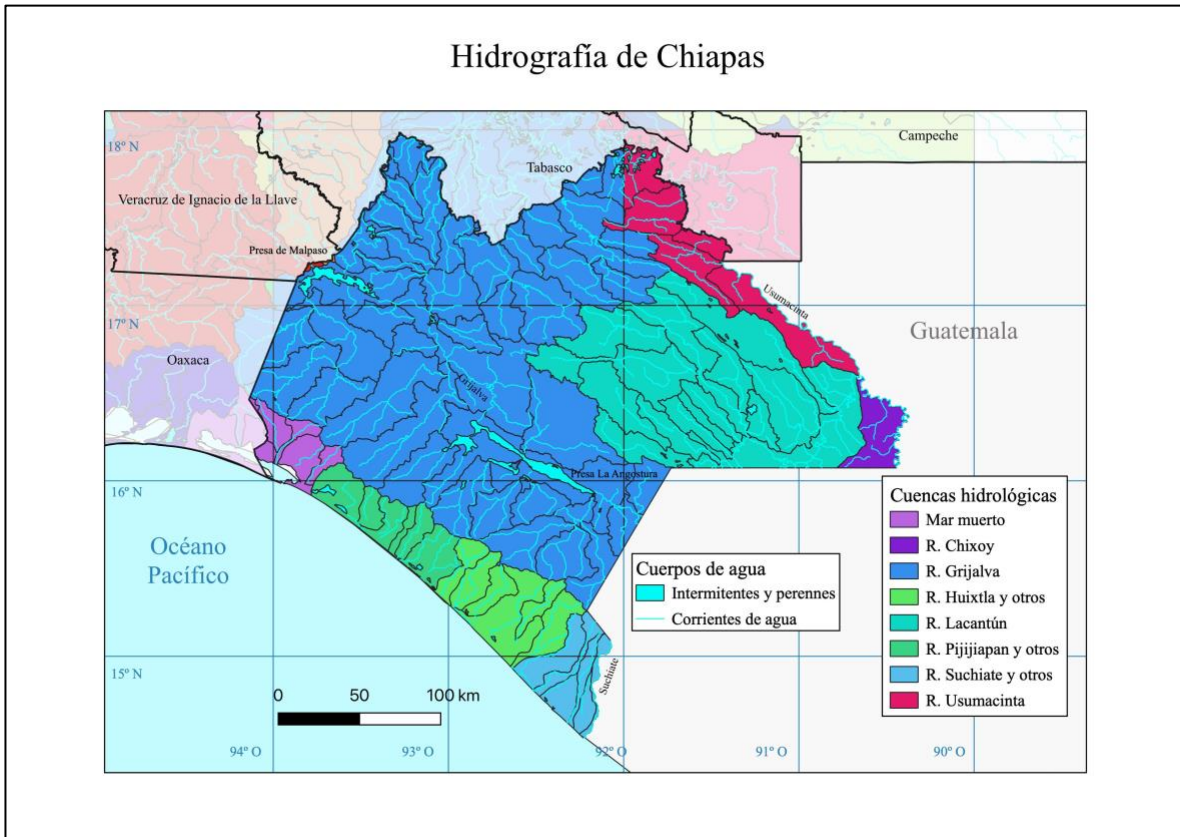 Hidrografía de Chiapas
18º N
Campeche
Tabasco
Veracruz de Ignacio de la Llave
Presa de Malpaso
Usumacinta
17º N
Guatemala
Oaxaca
Grijalva
Presa La Angostura
16º N
Océano
Pacífico
Cuerpos de agua
Intermitentes y perennes
Corrientes de agua
Cuencas hidrológicas
Mar muerto
R. Chixoy
R. Grijalva
R. Huixtla y otros
R. Lacantún
R. Pijijiapan y otros
R. Suchiate y otros
R. Usumacinta
15º N
Suchiate
0 50 100 km
94º O
93º O
92º O
91º O
90º O